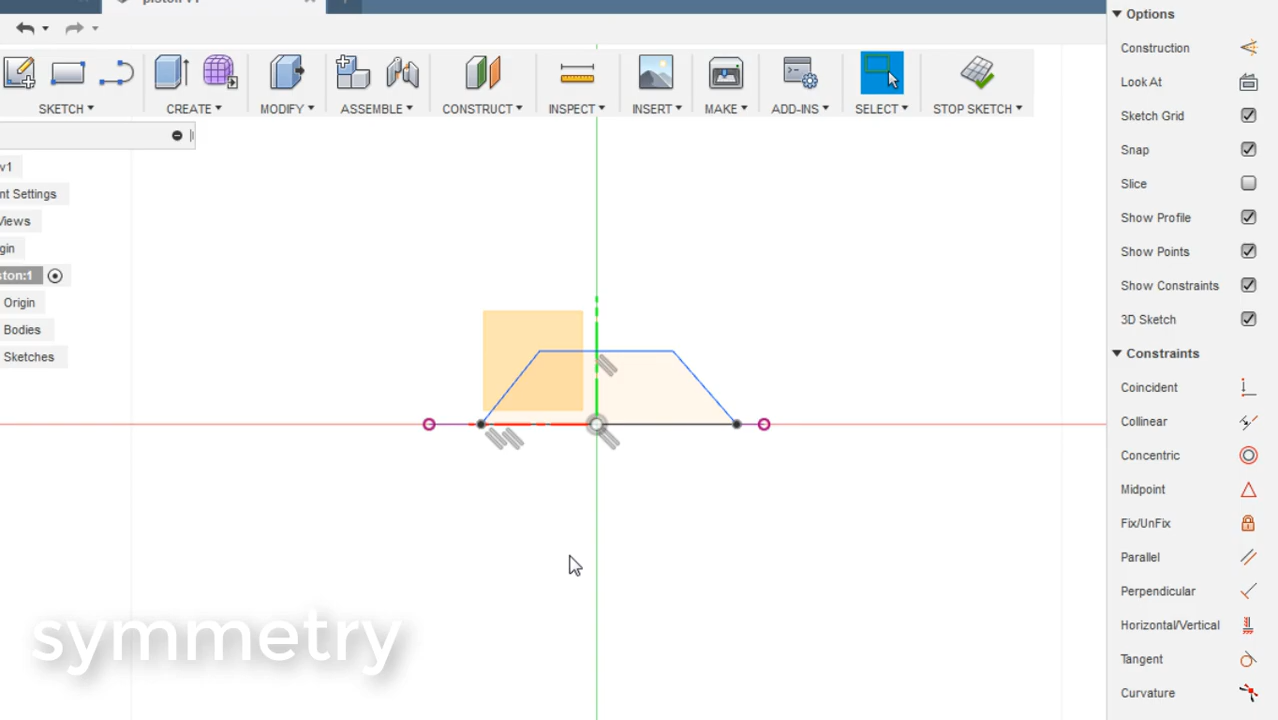 piston v1
SKETCH
CREATE
MODIFY
ASSEMBLE
CONSTRUCT
INSPECT
INSERT
MAKE
ADD-INS
SELECT
STOP SKETCH
v1
nt Settings
Views
gin
ston:1
Origin
Bodies
Sketches
symmetry
Options
Construction
Look At
Sketch Grid
Snap
Slice
Show Profile
Show Points
Show Constraints
3D Sketch
Constraints
Coincident
Collinear
Concentric
Midpoint
Fix/UnFix
Parallel
Perpendicular
Horizontal/Vertical
Tangent
Curvature